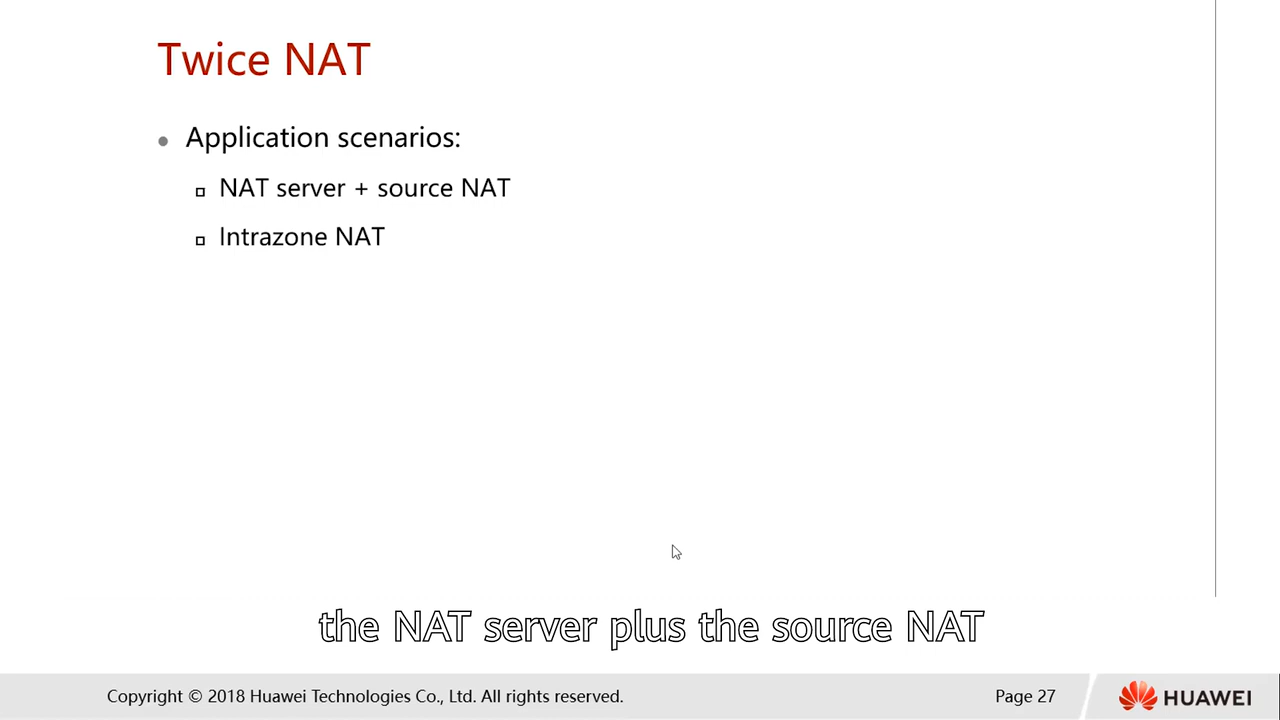 Twice NAT
Application scenarios:
NAT server + source NAT
Intrazone NAT
the NAT server plus the source NAT
Copyright © 2018 Huawei Technologies Co., Ltd. All rights reserved.
Page 27
HUAWEI